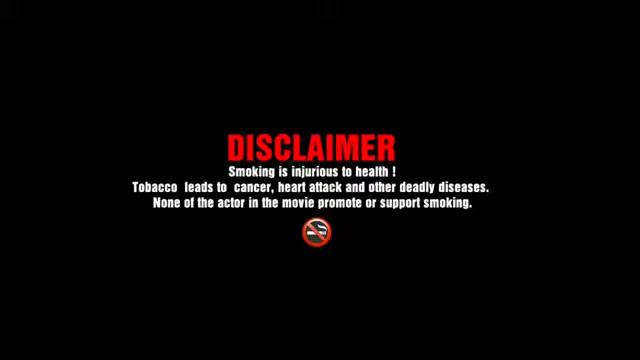 DISCLAIMER
Smoking is injurious to health !
Tobacco leads to cancer, heart attack and other deadly diseases.
None of the actor in the movie promote or support smoking.